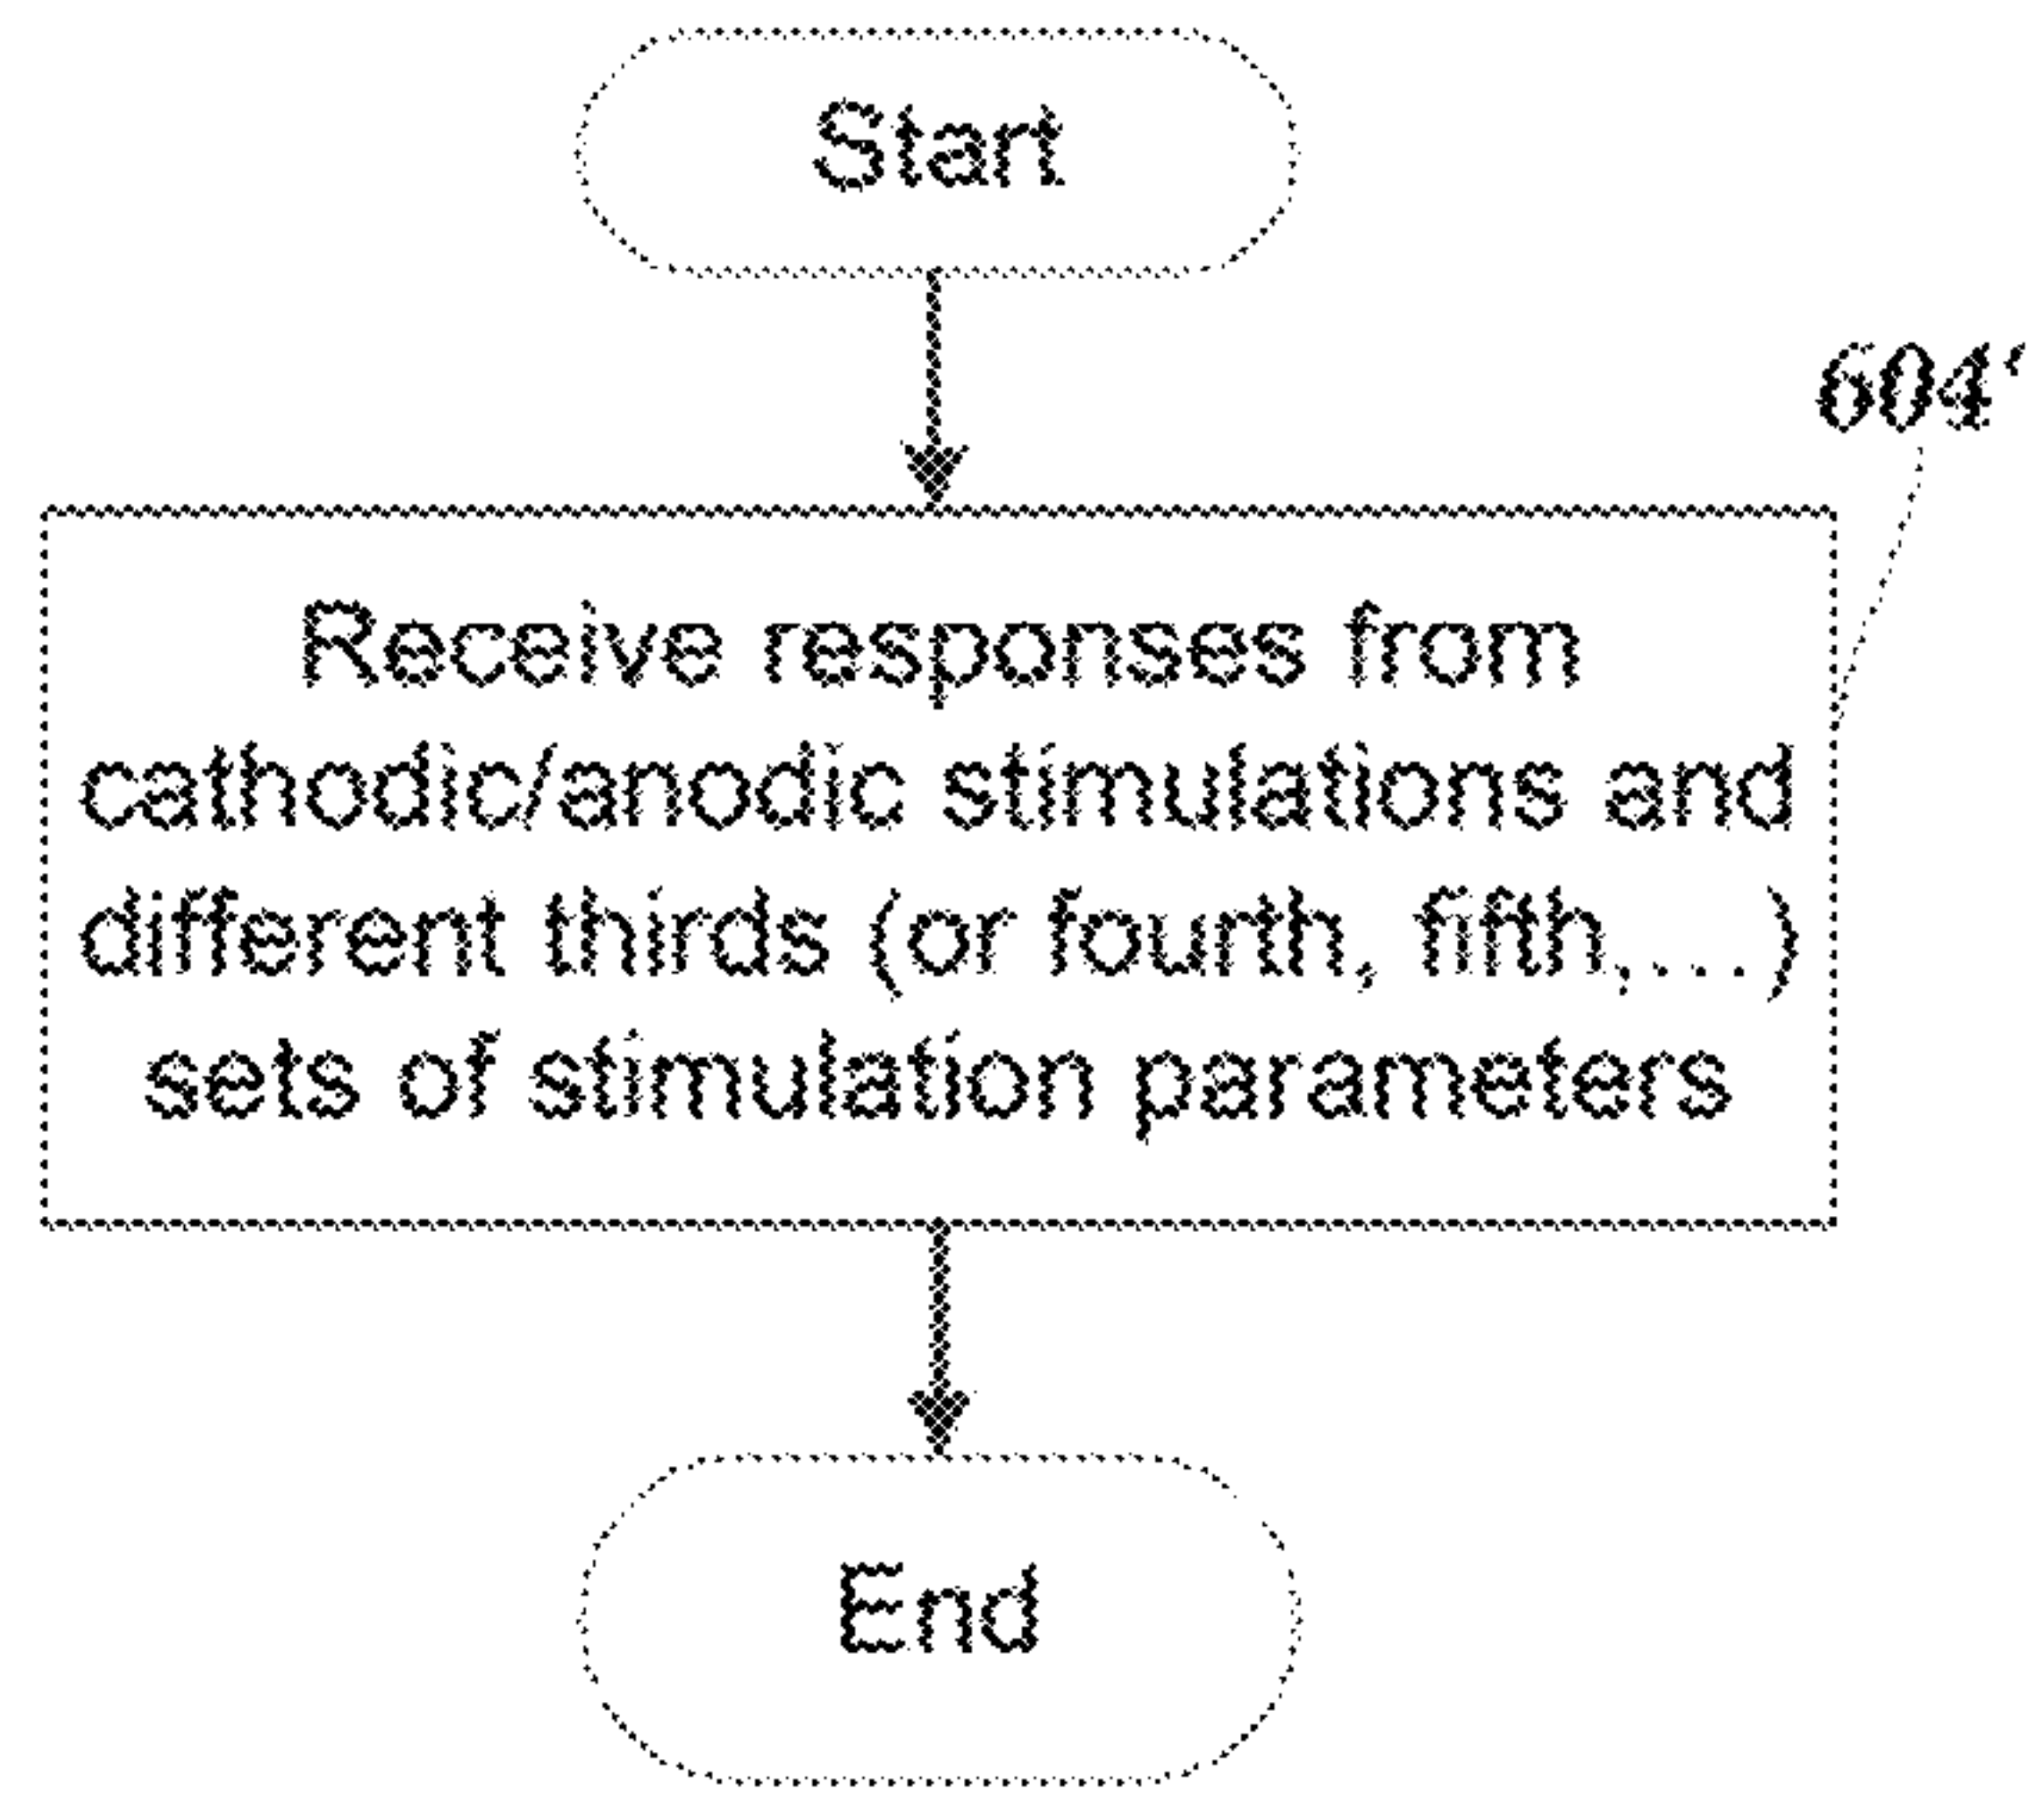 Start
604'
Receive responses from
cathodic/anodic stimulations and
different thirds (or fourth, fifth,...)
sets of stimulation parameters
End